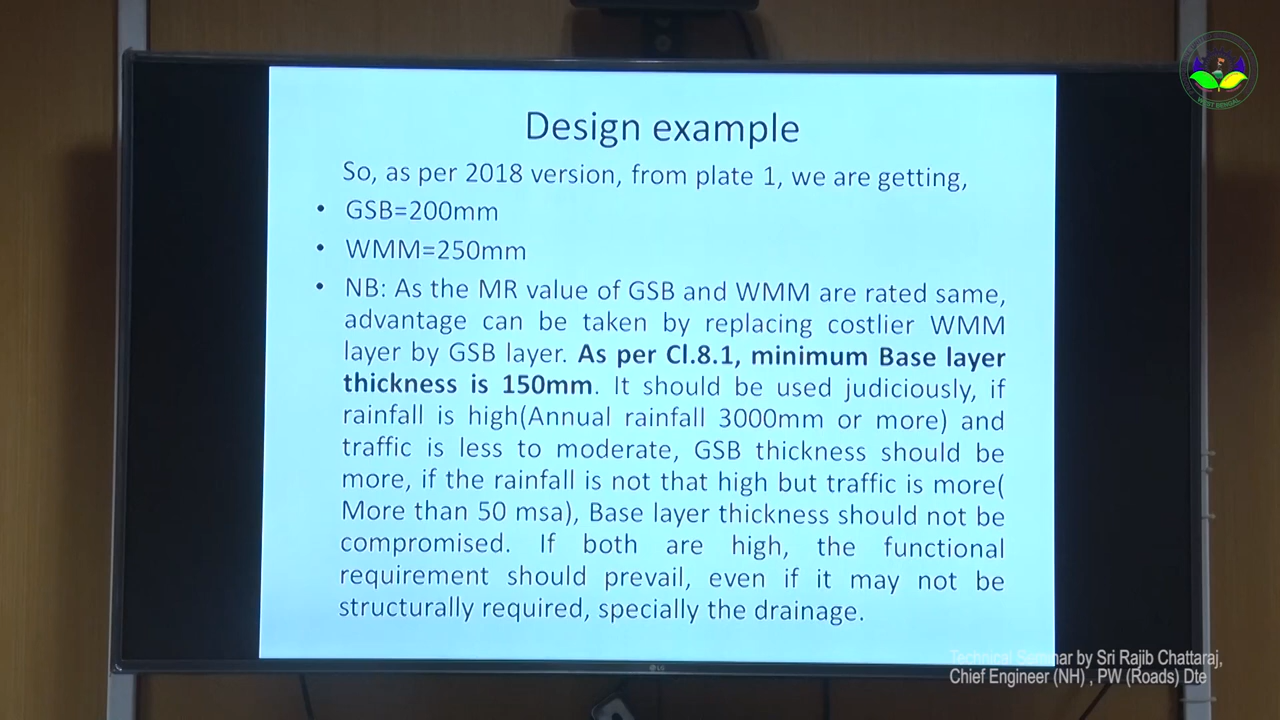 Design example
So, as per 2018 version, from plate 1, we are getting,
• GSB=200mm
• WMM=250mm
• NB: As the MR value of GSB and WMM are rated same,
advantage can be taken by replacing costlier WMM
layer by GSB layer. As per Cl.8.1, minimum Base layer
thickness is 150mm. It should be used judiciously, if
rainfall is high(Annual rainfall 3000mm or more) and
traffic is less to moderate, GSB thickness should be
more, if the rainfall is not that high but traffic is more(
More than 50 msa), Base layer thickness should not be
compromised. If both are high, the functional
requirement should prevail, even if it may not be
structurally required, specially the drainage.
LG
Technical Seminar by Sri Rajib Chattaraj,
Chief Engineer (NH) , PW (Roads) Dte
WEST BENGAL